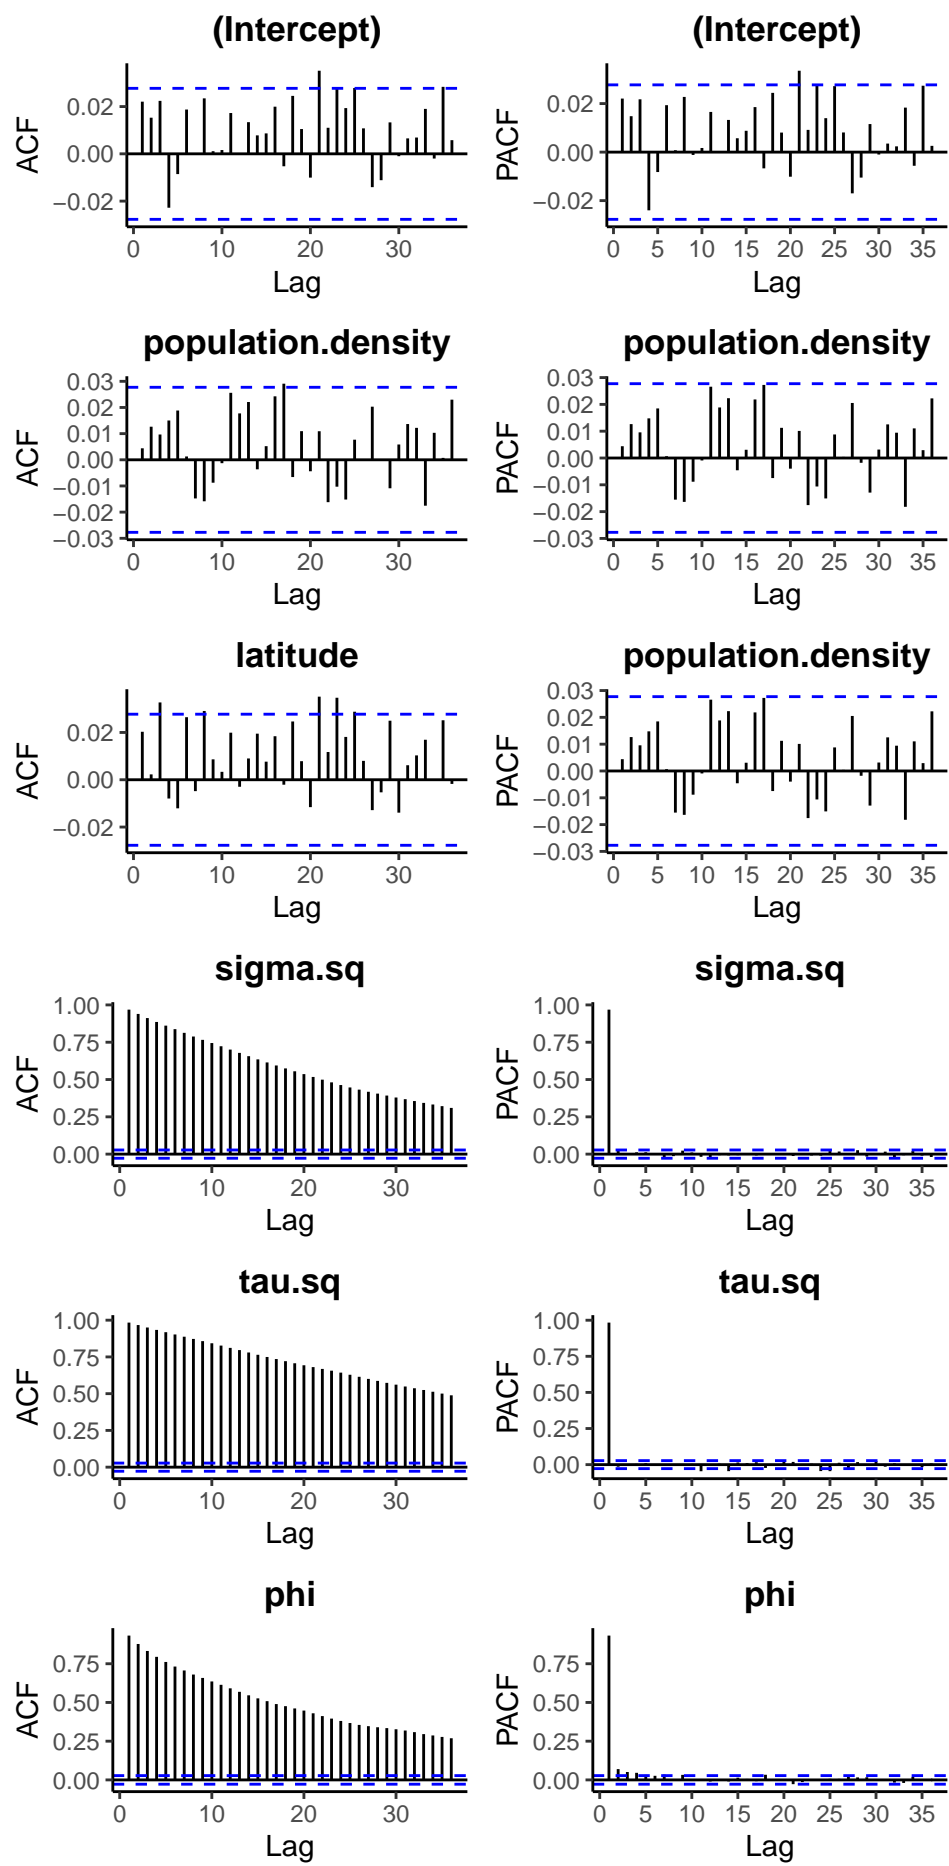 (Intercept)
ACF
0.02
0.00
−0.02
0 10 20 30
Lag
(Intercept)
PACF
0.02
0.00
−0.02
0 5 10 15 20 25 30 35
Lag
population.density
ACF
0.03
0.02
0.01
0.00
−0.01
−0.02
−0.03
0 10 20 30
Lag
population.density
PACF
0.03
0.02
0.01
0.00
−0.01
−0.02
−0.03
0 5 10 15 20 25 30 35
Lag
latitude
ACF
0.02
0.00
−0.02
0 10 20 30
Lag
population.density
PACF
0.03
0.02
0.01
0.00
−0.01
−0.02
−0.03
0 5 10 15 20 25 30 35
Lag
sigma.sq
ACF
1.00
0.75
0.50
0.25
0.00
0 10 20 30
Lag
sigma.sq
PACF
1.00
0.75
0.50
0.25
0.00
0 5 10 15 20 25 30 35
Lag
tau.sq
ACF
1.00
0.75
0.50
0.25
0.00
0 10 20 30
Lag
tau.sq
PACF
1.00
0.75
0.50
0.25
0.00
0 5 10 15 20 25 30 35
Lag
phi
ACF
0.75
0.50
0.25
0.00
0 10 20 30
Lag
phi
PACF
0.75
0.50
0.25
0.00
0 5 10 15 20 25 30 35
Lag